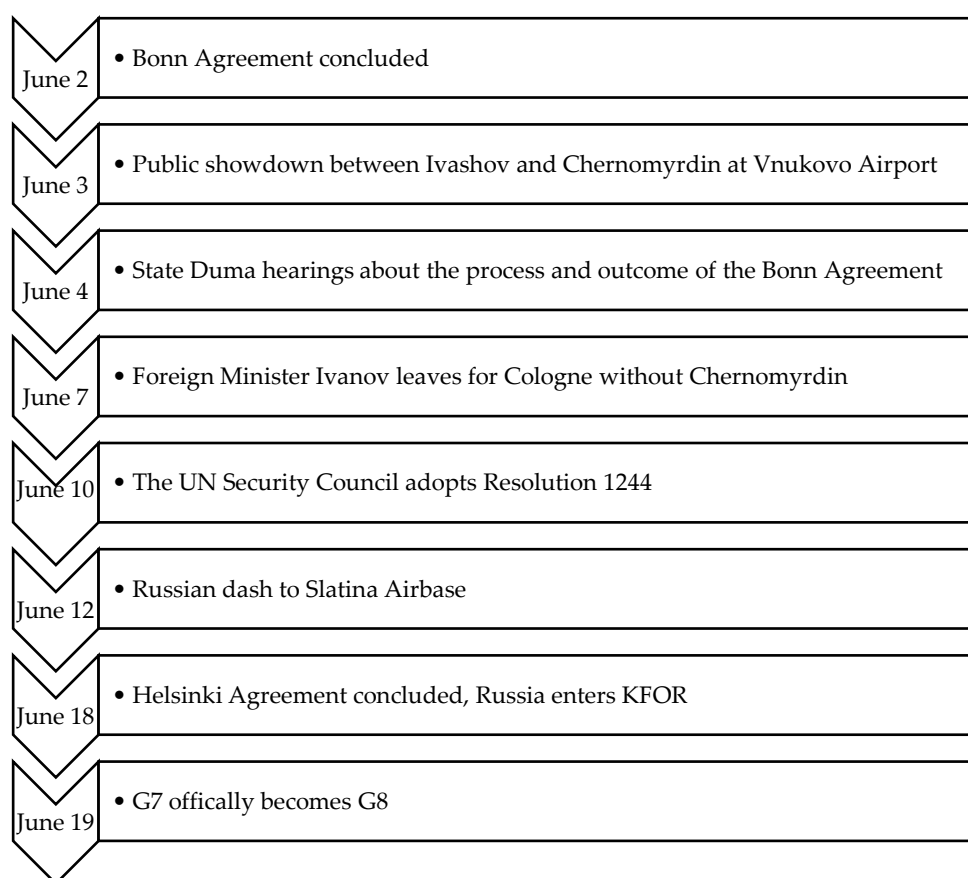 June 2
• Bonn Agreement concluded
June 3
• Public showdown between Ivashov and Chernomyrdin at Vnukovo Airport
June 4
• State Duma hearings about the process and outcome of the Bonn Agreement
June 7
• Foreign Minister Ivanov leaves for Cologne without Chernomyrdin
June 10
• The UN Security Council adopts Resolution 1244
June 12
• Russian dash to Slatina Airbase
June 18
• Helsinki Agreement concluded, Russia enters KFOR
June 19
• G7 offically becomes G8